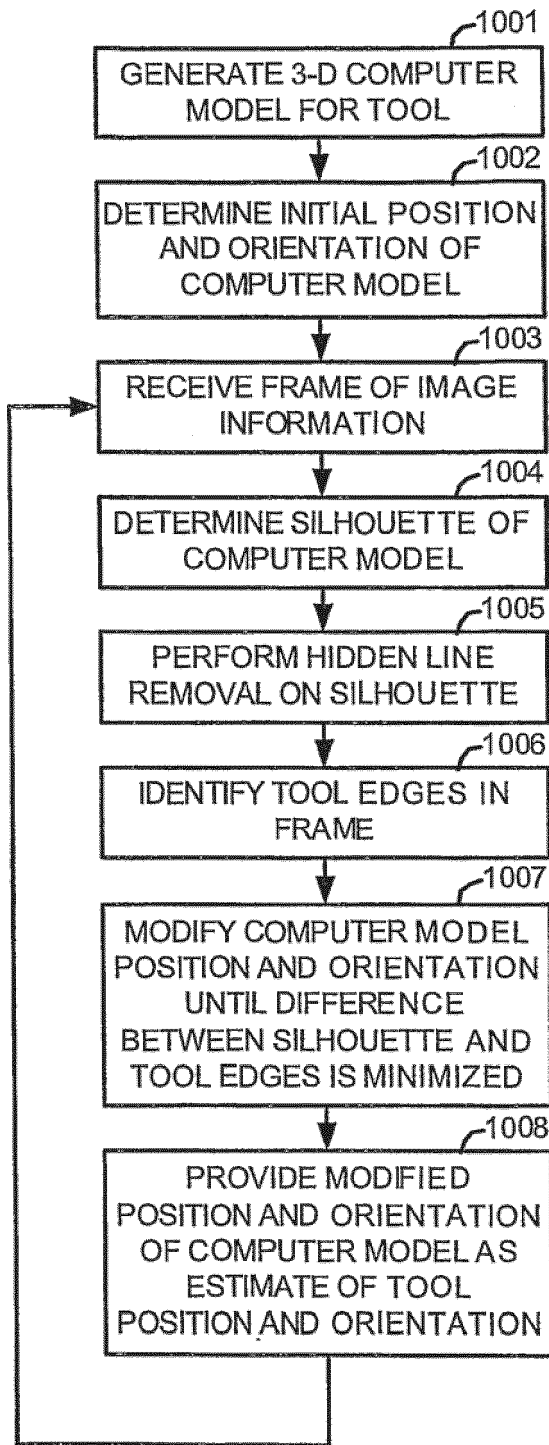 1001
GENERATE 3-D COMPUTER
MODEL FOR TOOL
1002
DETERMINE INITIAL POSITION
AND ORIENTATION OF
COMPUTER MODEL
1003
RECEIVE FRAME OF IMAGE
INFORMATION
1004
DETERMINE SILHOUETTE OF
COMPUTER MODEL
1005
PERFORM HIDDEN LINE
REMOVAL ON SILHOUETTE
1006
IDENTIFY TOOL EDGES IN
FRAME
1007
MODIFY COMPUTER MODEL
POSITION AND ORIENTATION
UNTIL DIFFERENCE
BETWEEN SILHOUETTE AND
TOOL EDGES IS MINIMIZED
1008
PROVIDE MODIFIED
POSITION AND ORIENTATION
OF COMPUTER MODEL AS
ESTIMATE OF TOOL
POSITION AND ORIENTATION